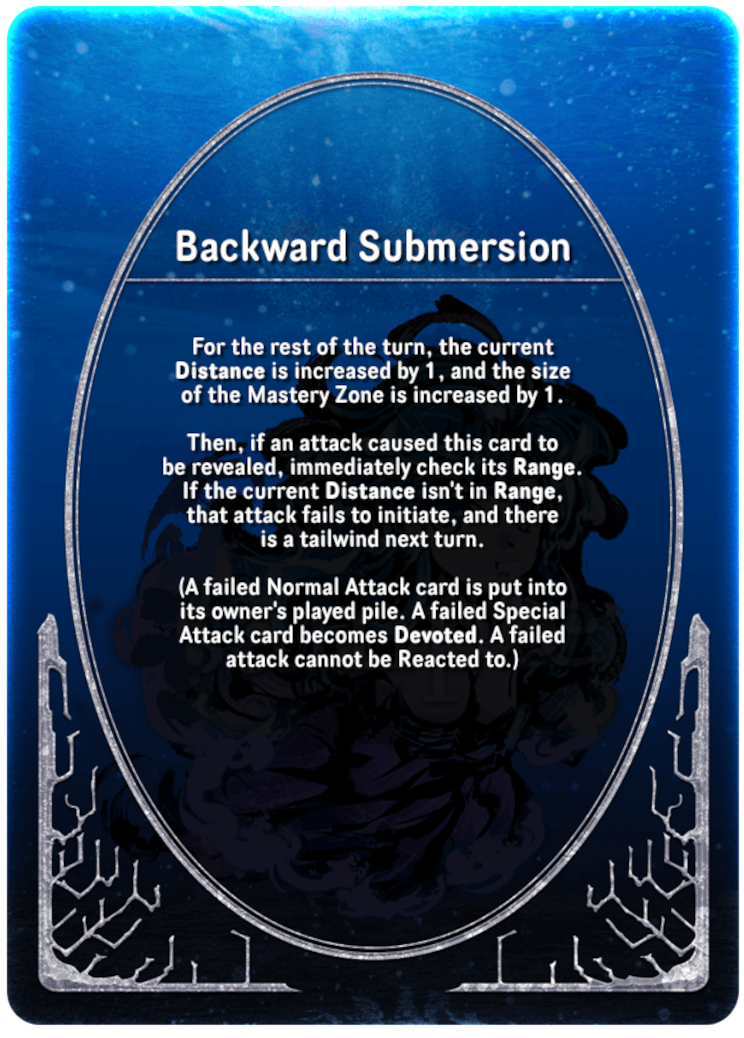 Backward Submersion
For the rest of the turn, the current
Distance is increased by 1, and the size
of the Mastery Zone is increased by 1.
Then, if an attack caused this card to
be revealed, immediately check its Range.
If the current Distance isn't in Range,
that attack fails to initiate, and there
is a tailwind next turn.
(A failed Normal Attack card is put into
its owner's played pile. A failed Special
Attack card becomes Devoted. A failed
attack cannot be Reacted to.)